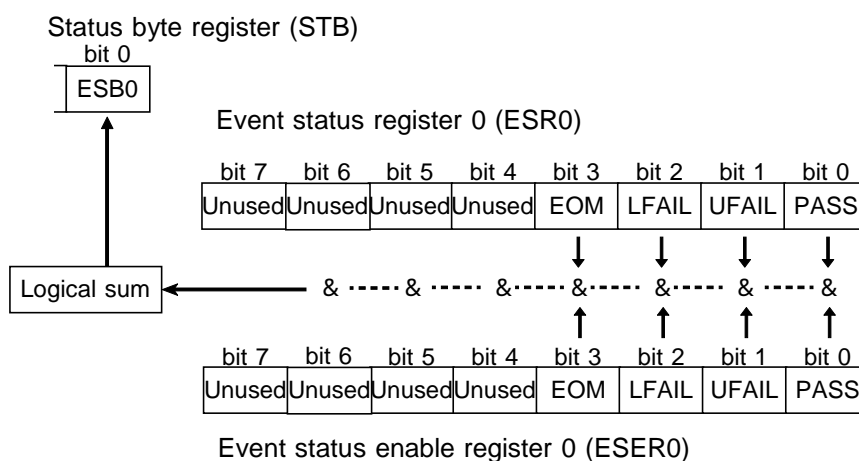 Status byte register (STB)
bit 0
ESB0
Event status register 0 (ESR0)
bit 7 bit 6 bit 5 bit 4 bit 3 bit 2 bit 1 bit 0
Unused Unused Unused Unused EOM LFAIL UFAIL PASS
Logical sum & & & & & & &
bit 7 bit 6 bit 5 bit 4 bit 3 bit 2 bit 1 bit 0
Unused Unused Unused Unused EOM LFAIL UFAIL PASS
Event status enable register 0 (ESER0)